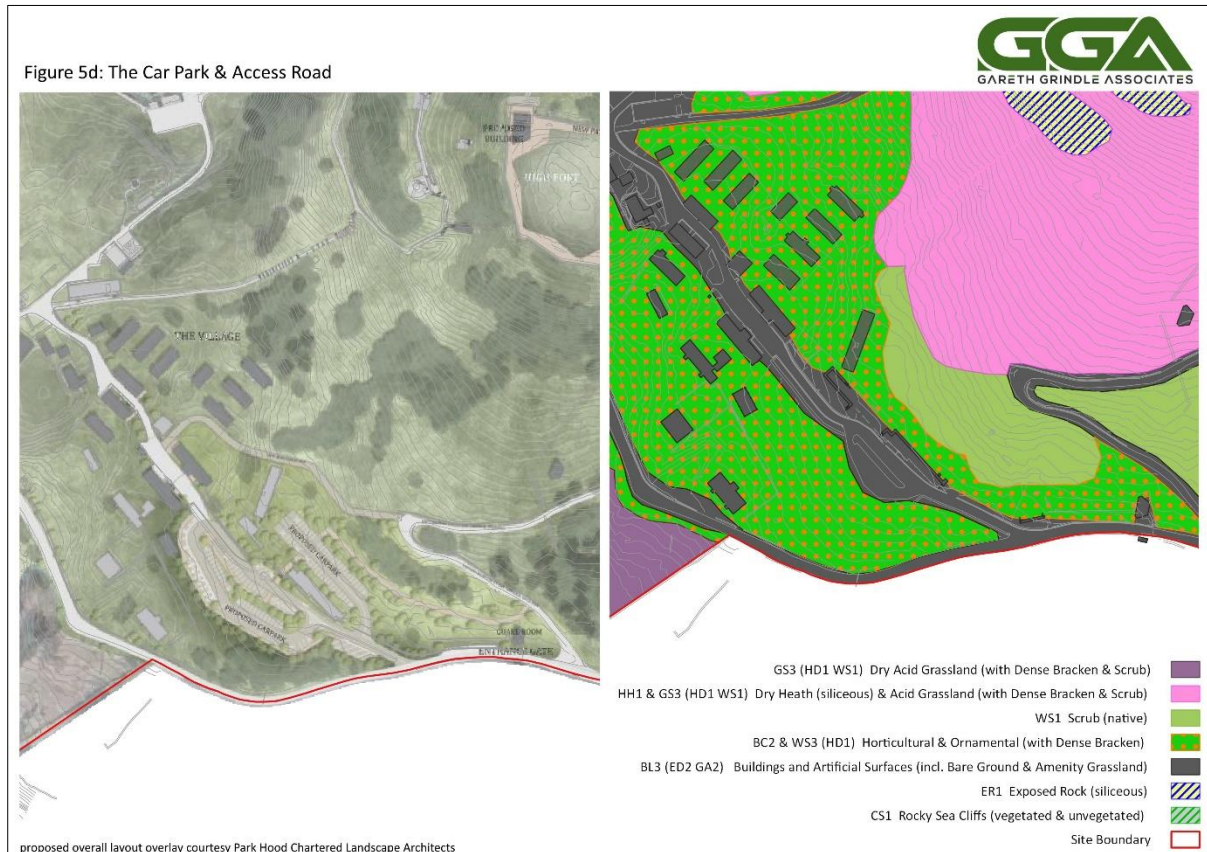 Figure 5d: The Car Park & Access Road
GGA
GARETH GRINDLE ASSOCIATES
BUILDING
HIGH FORT
THE VILLAGE
PROPOSED CARPARK
PROPOSED CARPARK
GUARD ROOM
ENTRANCE GATE
GS3 (HD1 WS1) Dry Acid Grassland (with Dense Bracken & Scrub)
HH1 & GS3 (HD1 WS1) Dry Heath (siliceous) & Acid Grassland (with Dense Bracken & Scrub)
WS1 Scrub (native)
BC2 & WS3 (HD1) Horticultural & Ornamental (with Dense Bracken)
BL3 (ED2 GA2) Buildings and Artificial Surfaces (incl. Bare Ground & Amenity Grassland)
ER1 Exposed Rock (siliceous)
CS1 Rocky Sea Cliffs (vegetated & unvegetated)
Site Boundary
proposed overall layout overlay courtesy Park Hood Chartered Landscape Architects